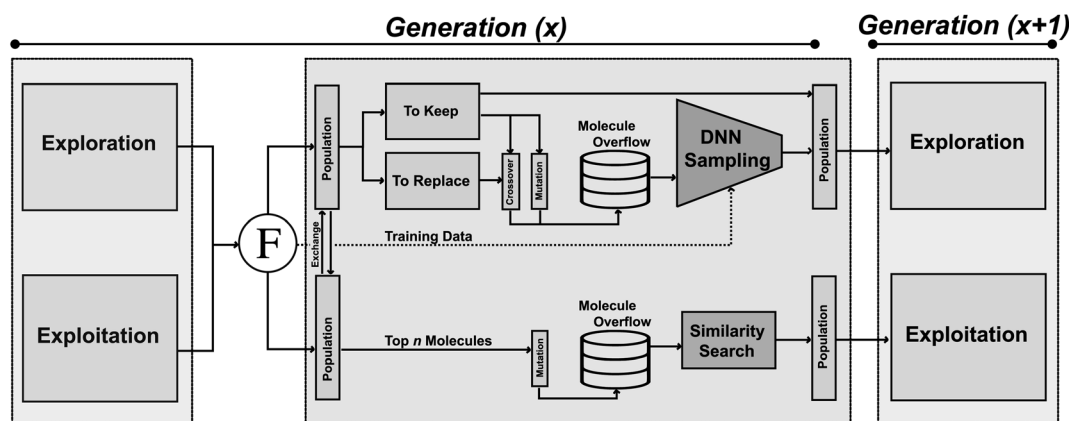 Generation (x)
Generation (x+1)
Exploration
Exploitation
F
Population
To Keep
To Replace
Crossover
Mutation
Molecule
Overflow
DNN
Sampling
Population
Exchange
Training Data
Population
Top n Molecules
Mutation
Molecule
Overflow
Similarity
Search
Population
Exploration
Exploitation